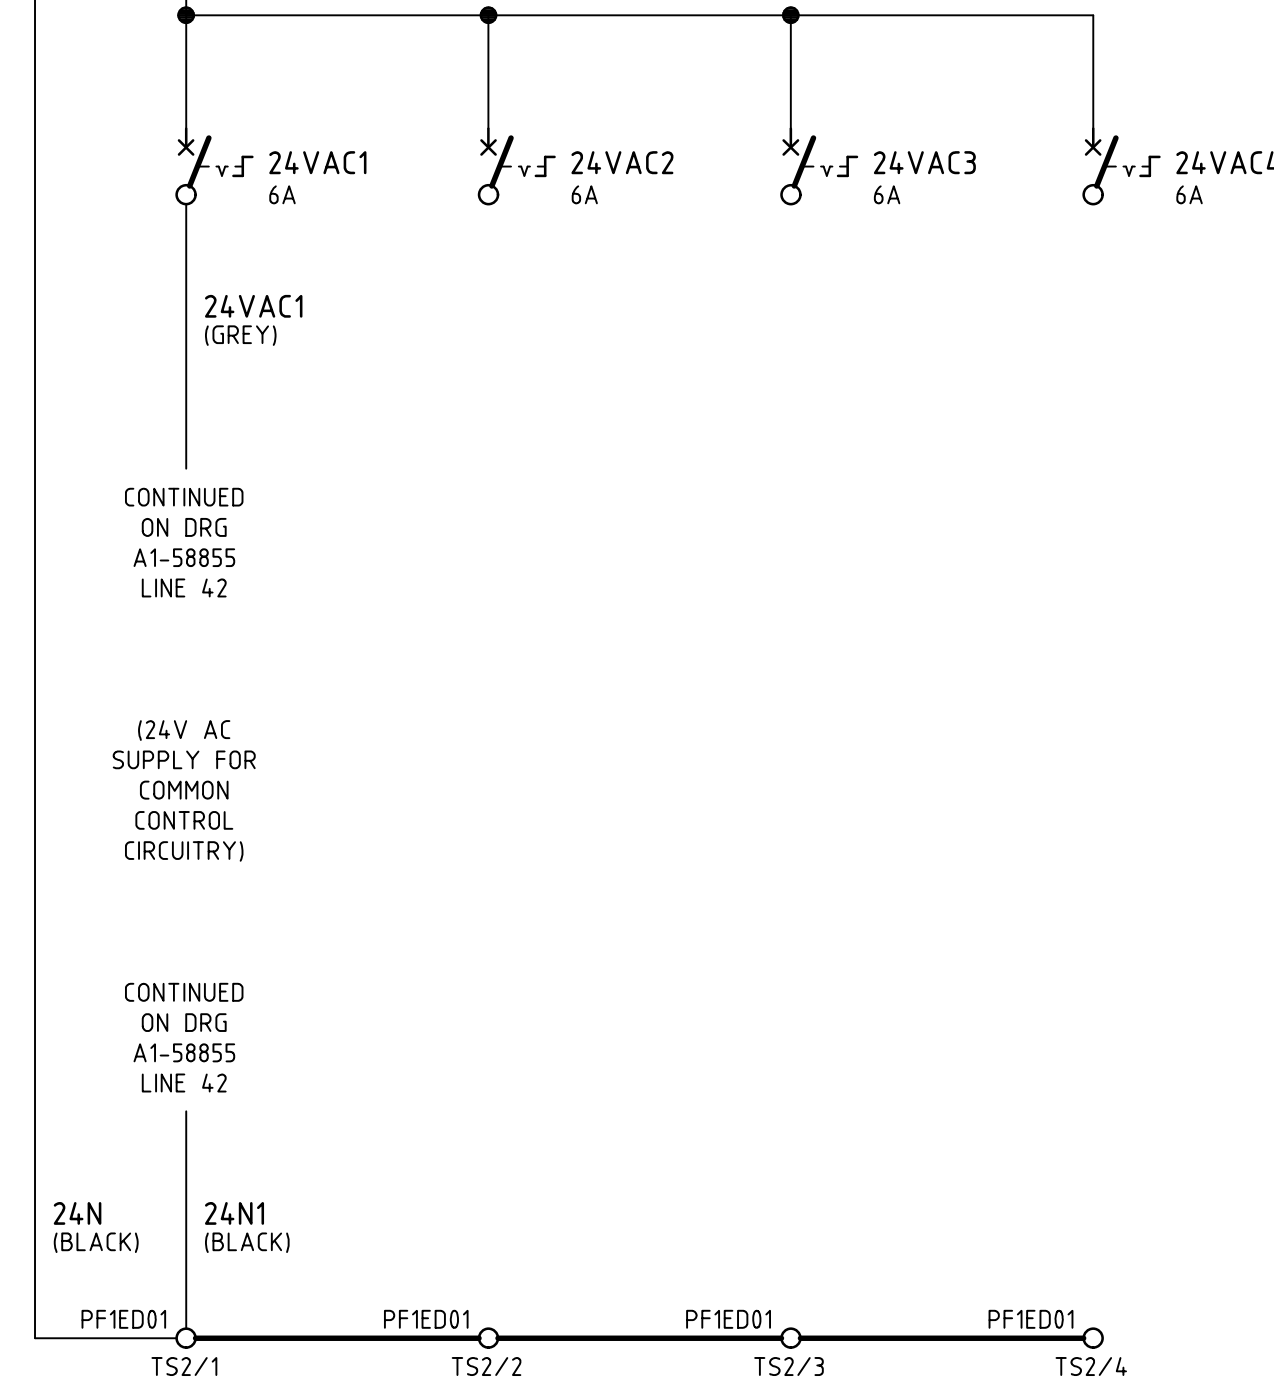 24VAC1
6A
24VAC2
6A
24VAC3
6A
24VAC4
6A
24VAC1
(GREY)
CONTINUED
ON DRG
A1-58855
LINE 42
(24V AC
SUPPLY FOR
COMMON
CONTROL
CIRCUITRY)
CONTINUED
ON DRG
A1-58855
LINE 42
24N
(BLACK)
24N1
(BLACK)
PF1ED01
PF1ED01
PF1ED01
PF1ED01
TS2/1
TS2/2
TS2/3
TS2/4